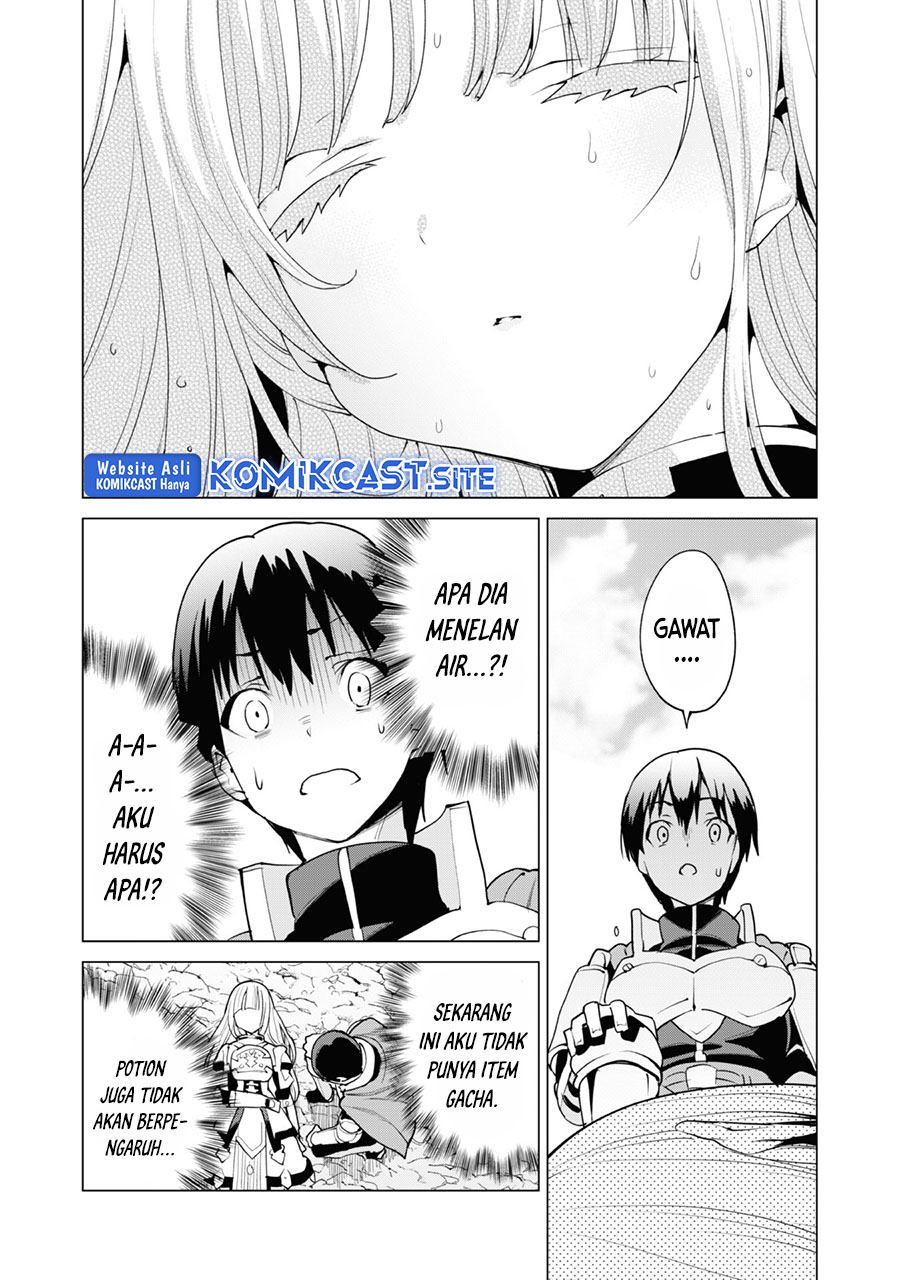 Website Asli
KOMIKCAST Hanya
KOMIKCAST.SITE
GAWAT
....
APA DIA
MENELAN
AIR...?!
A-A-
A-...
AKU
HARUS
APA!?
SEKARANG
INI AKU TIDAK
PUNYA ITEM
GACHA.
POTION
JUGA TIDAK
AKAN BERPE-
NGARUH...